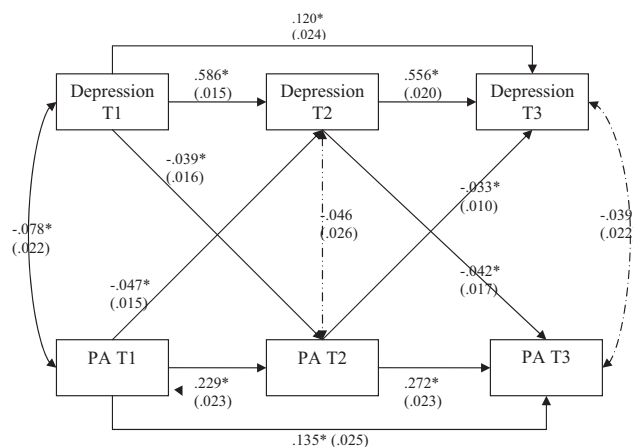 .120*
(.024)
Depression
T1
.586*
(.015)
Depression
T2
.556*
(.020)
Depression
T3
-.039*
(.016)
-.033*
(.010)
-.078*
(.022)
-.046
(.026)
-.039
(.022
-.047*
(.015)
-.042*
(.017)
PA T1
.229*
(.023)
PA T2
.272*
(.023)
PA T3
.135* (.025)